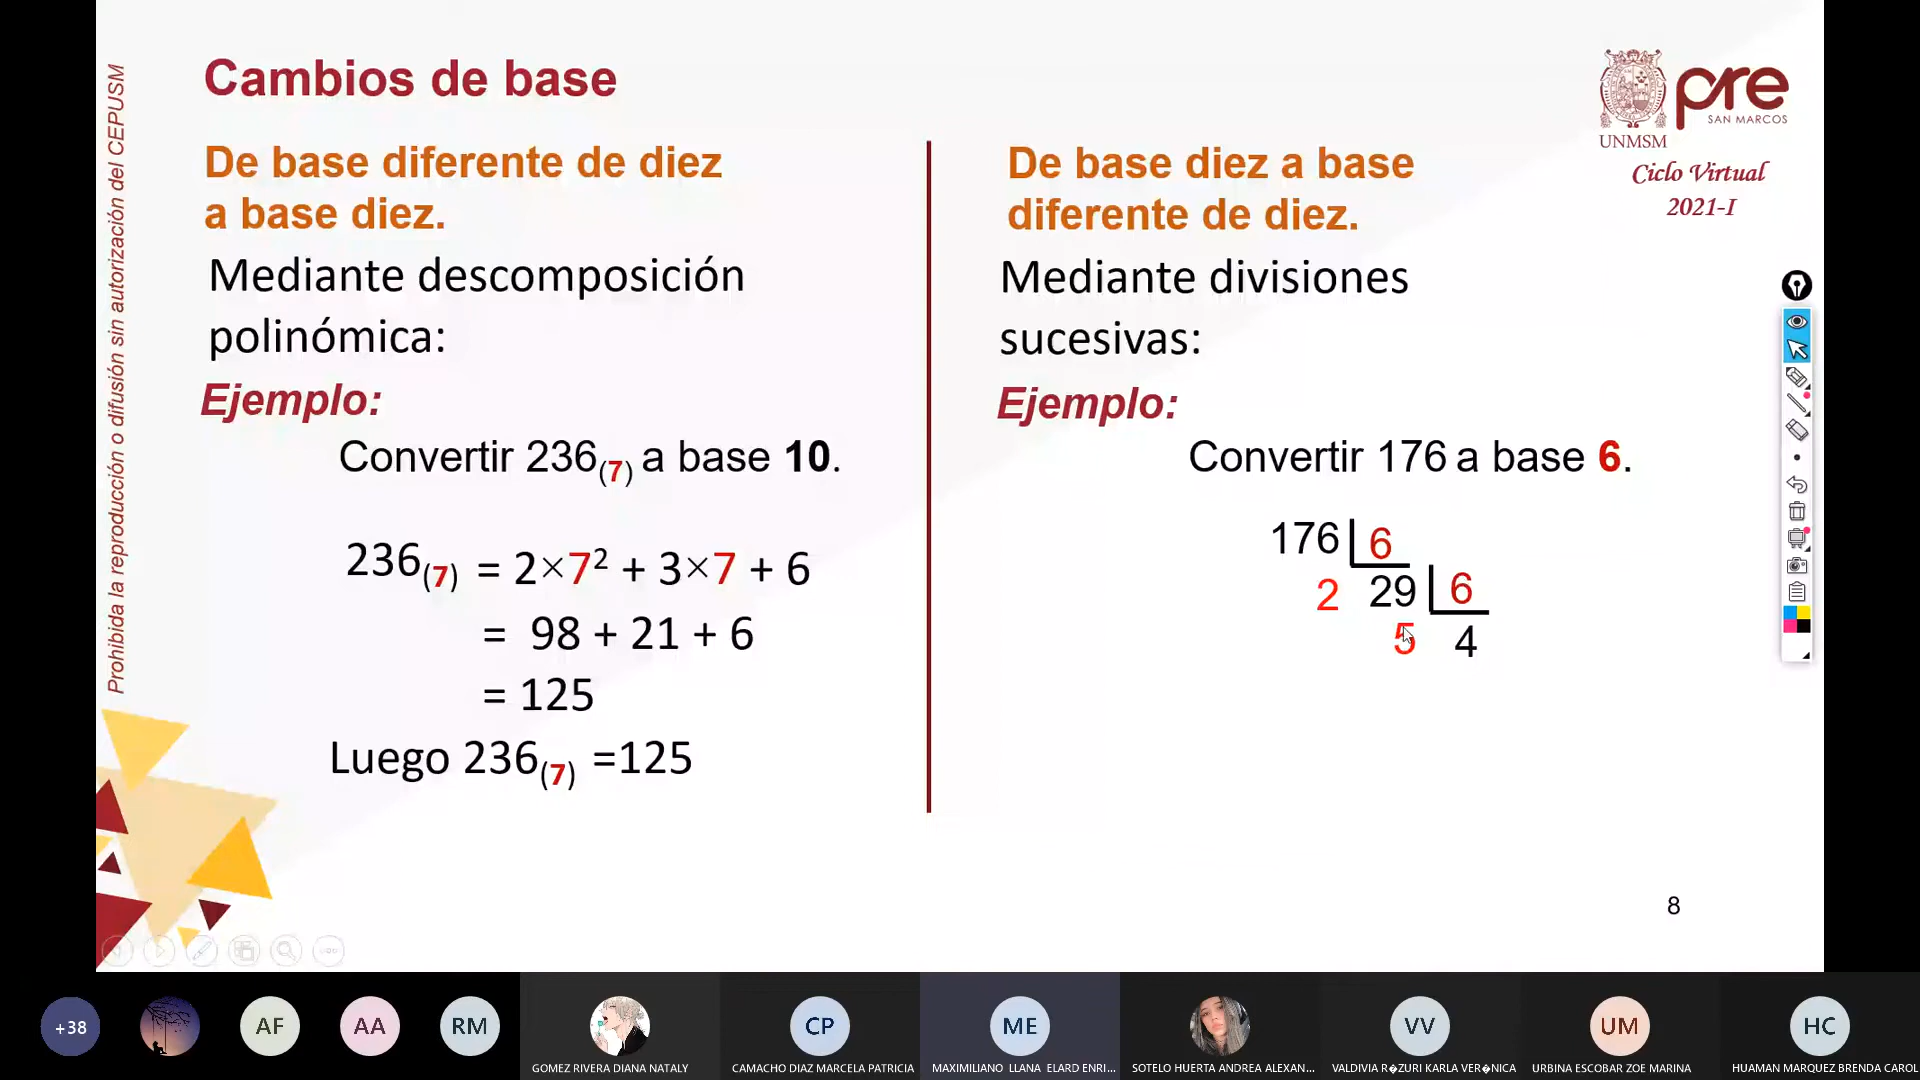 Prohibida la reproducción o difusión sin autorización del CEPUSM
Cambios de base
UNMSM
pre
SAN MARCOS
Ciclo Virtual
2021-I
De base diferente de diez
a base diez.
Mediante descomposición
polinómica:
Ejemplo:
Convertir 236(7) a base 10.
236(7) = 2×7² + 3×7 + 6
= 98 + 21 + 6
= 125
Luego 236(7) =125
De base diez a base
diferente de diez.
Mediante divisiones
sucesivas:
Ejemplo:
Convertir 176 a base 6.
176 6
2 29 6
5 4
8
+38
AF
AA
RM
GOMEZ RIVERA DIANA NATALY
CP
CAMACHO DIAZ MARCELA PATRICIA
ME
MAXIMILIANO LLANA ELARD ENRI...
SOTELO HUERTA ANDREA ALEXAN...
VV
VALDIVIA R�ZURI KARLA VER�NICA
UM
URBINA ESCOBAR ZOE MARINA
HC
HUAMAN MARQUEZ BRENDA CAROL